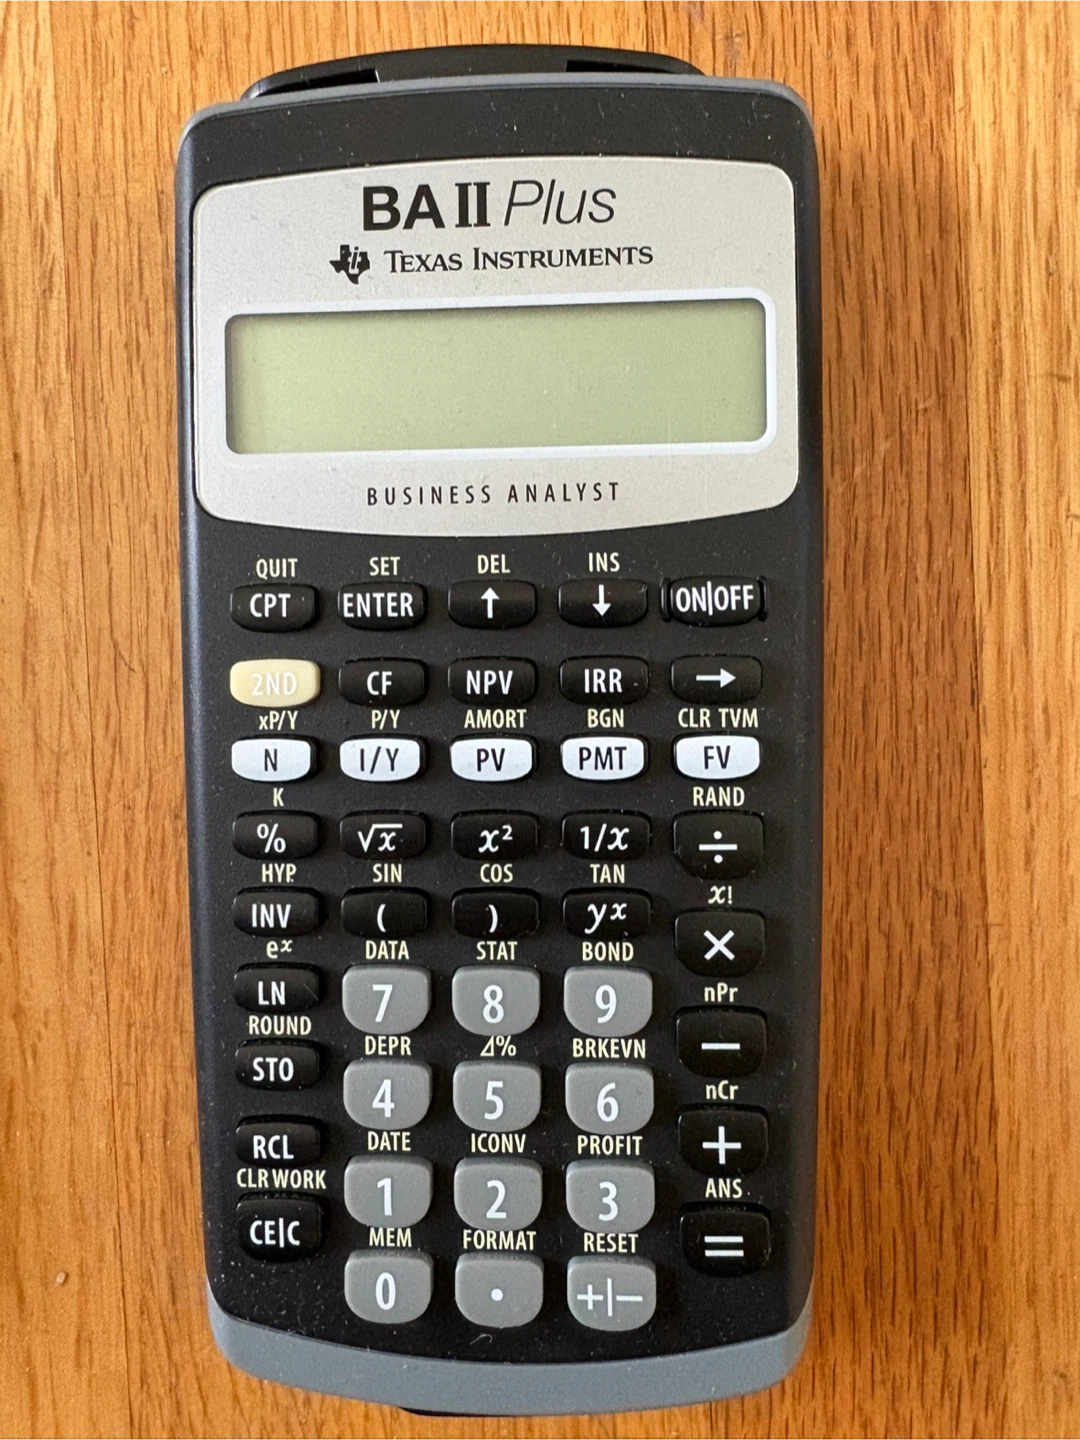 BA II Plus
TEXAS INSTRUMENTS
BUSINESS ANALYST
QUIT SET DEL INS
CPT ENTER ↑ ↓ ON|OFF
2ND CF NPV IRR →
xP/Y P/Y AMORT BGN CLR TVM
N I/Y PV PMT FV
K RAND
% √x x² 1/x ÷
HYP SIN COS TAN
x!
INV ( ) yˣ ×
eˣ DATA STAT BOND
LN 7 8 9
nPr
ROUND DEPR Δ% BRKEVN
−
STO 4 5 6
nCr
RCL DATE ICONV PROFIT +
CLR WORK ANS
1 2 3
CE|C MEM FORMAT RESET =
0 . +|−